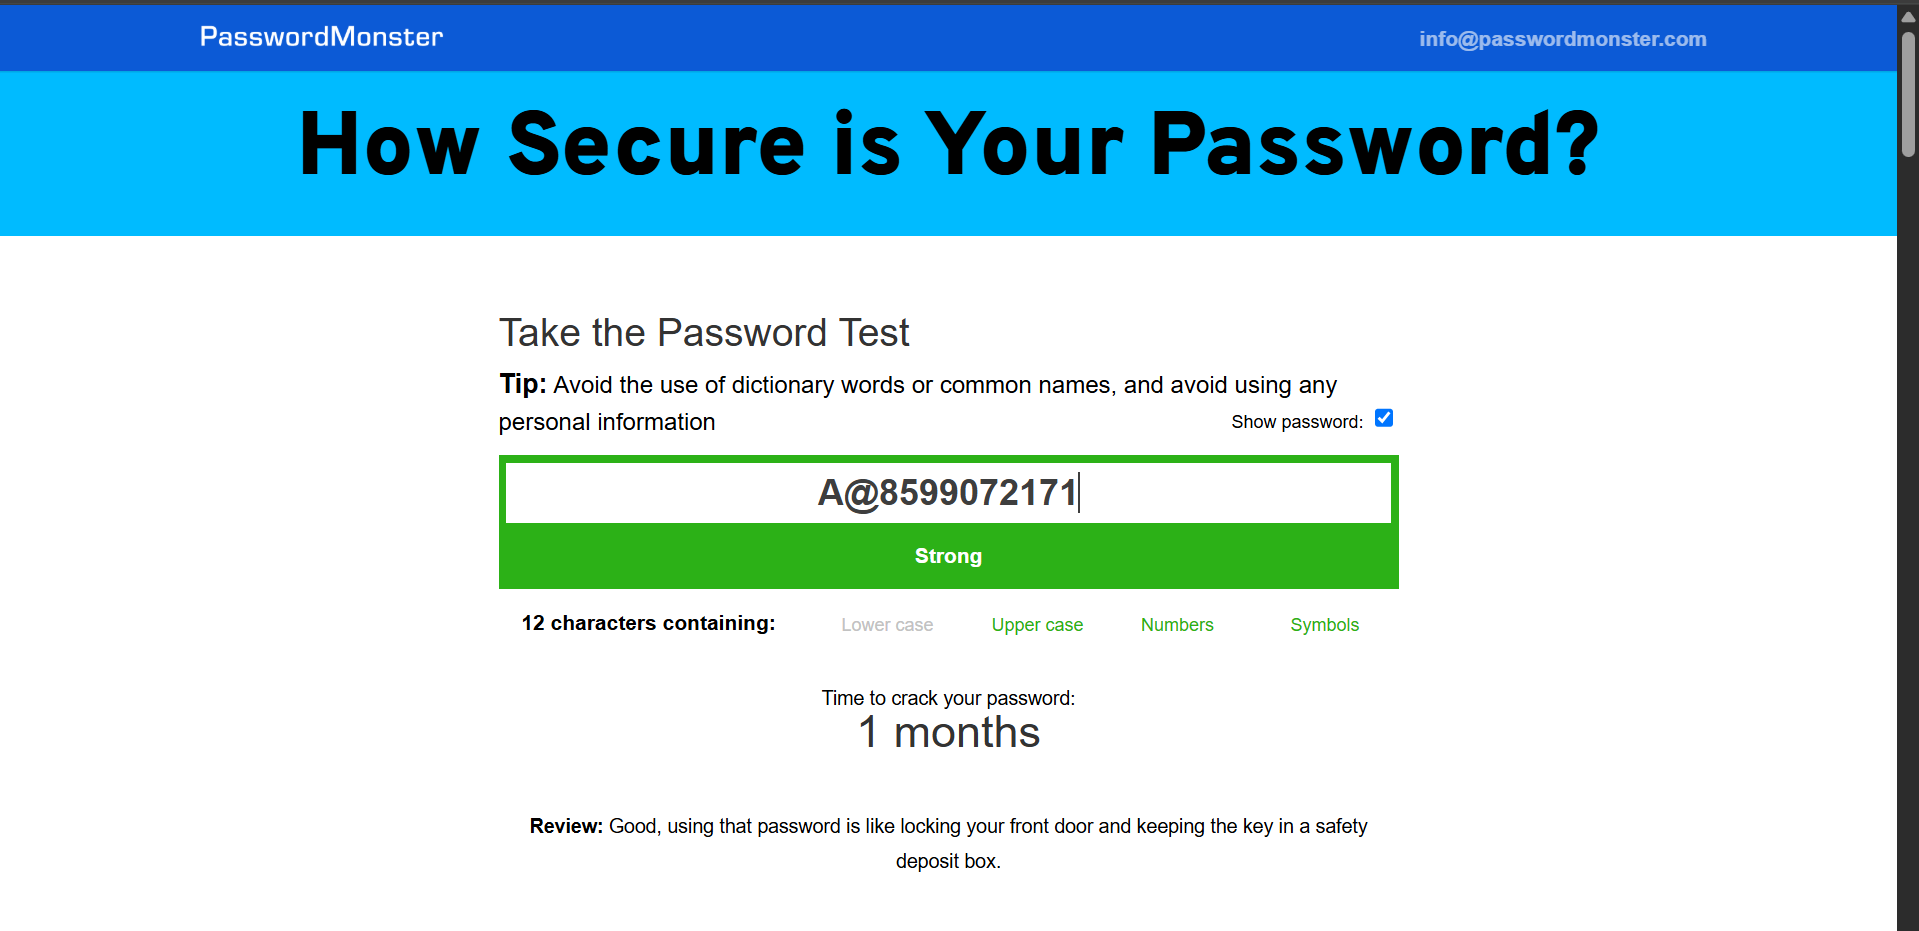 PasswordMonster
info@passwordmonster.com
How Secure is Your Password?
Take the Password Test
Tip: Avoid the use of dictionary words or common names, and avoid using any
personal information
Show password:
A@8599072171
Strong
12 characters containing:
Lower case
Upper case
Numbers
Symbols
Time to crack your password:
1 months
Review: Good, using that password is like locking your front door and keeping the key in a safety
deposit box.